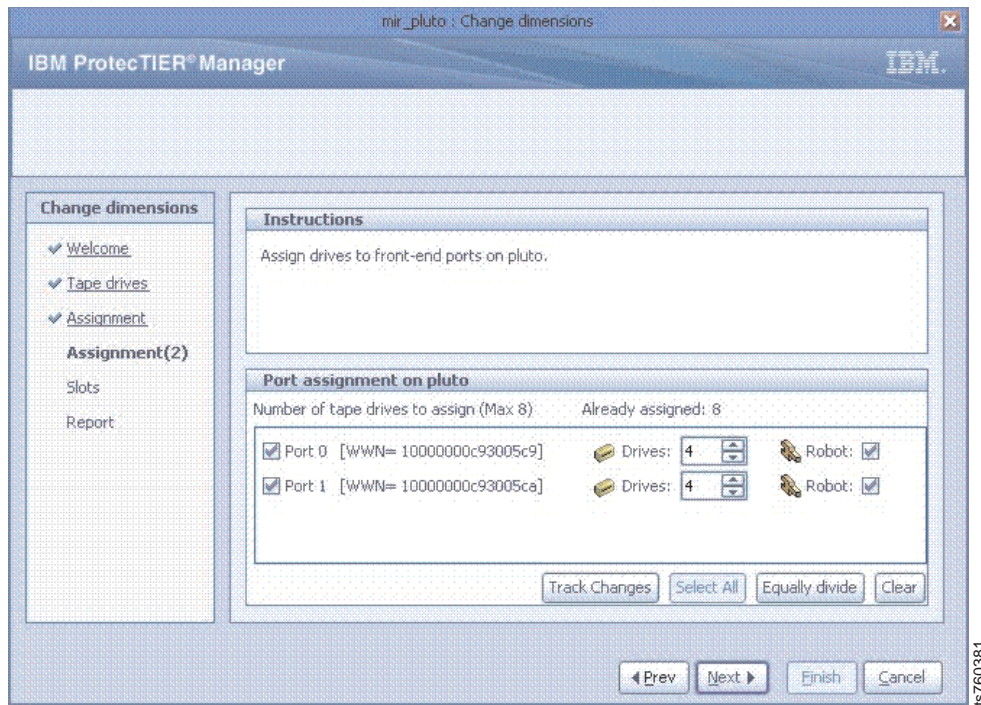 mir_pluto : Change dimensions
IBM ProtecTIER® Manager
IBM.
Change dimensions
Welcome
Tape drives
Assignment
Assignment(2)
Slots
Report
Instructions
Assign drives to front-end ports on pluto.
Port assignment on pluto
Number of tape drives to assign (Max 8) Already assigned: 8
Port 0 [WWN= 10000000c93005c9] Drives: 4 Robot:
Port 1 [WWN= 10000000c93005ca] Drives: 4 Robot:
Track Changes Select All Equally divide Clear
Prev Next Finish Cancel
ts760381